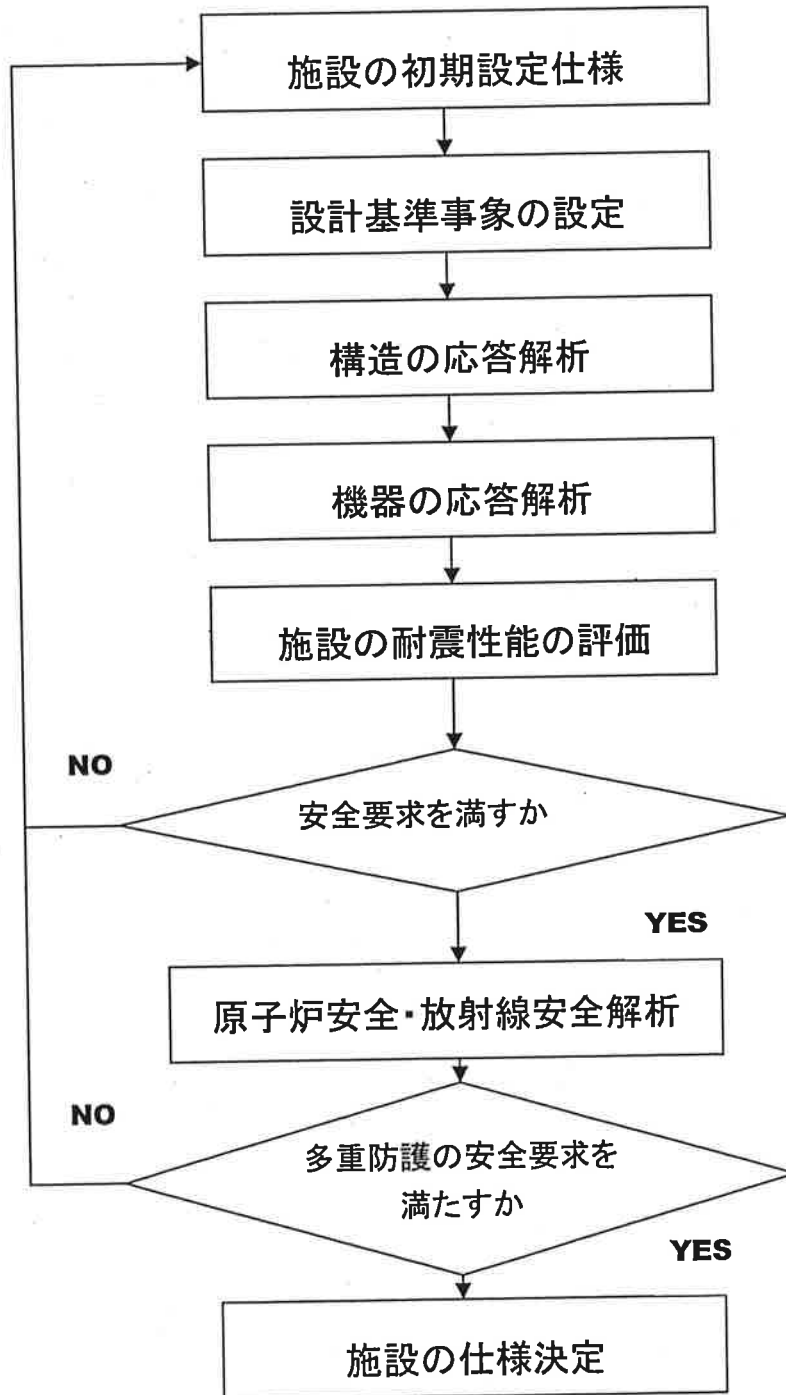 施設の初期設定仕様
設計基準事象の設定
構造の応答解析
機器の応答解析
施設の耐震性能の評価
NO
安全要求を満すか
YES
原子炉安全・放射線安全解析
NO
多重防護の安全要求を
満たすか
YES
施設の仕様決定